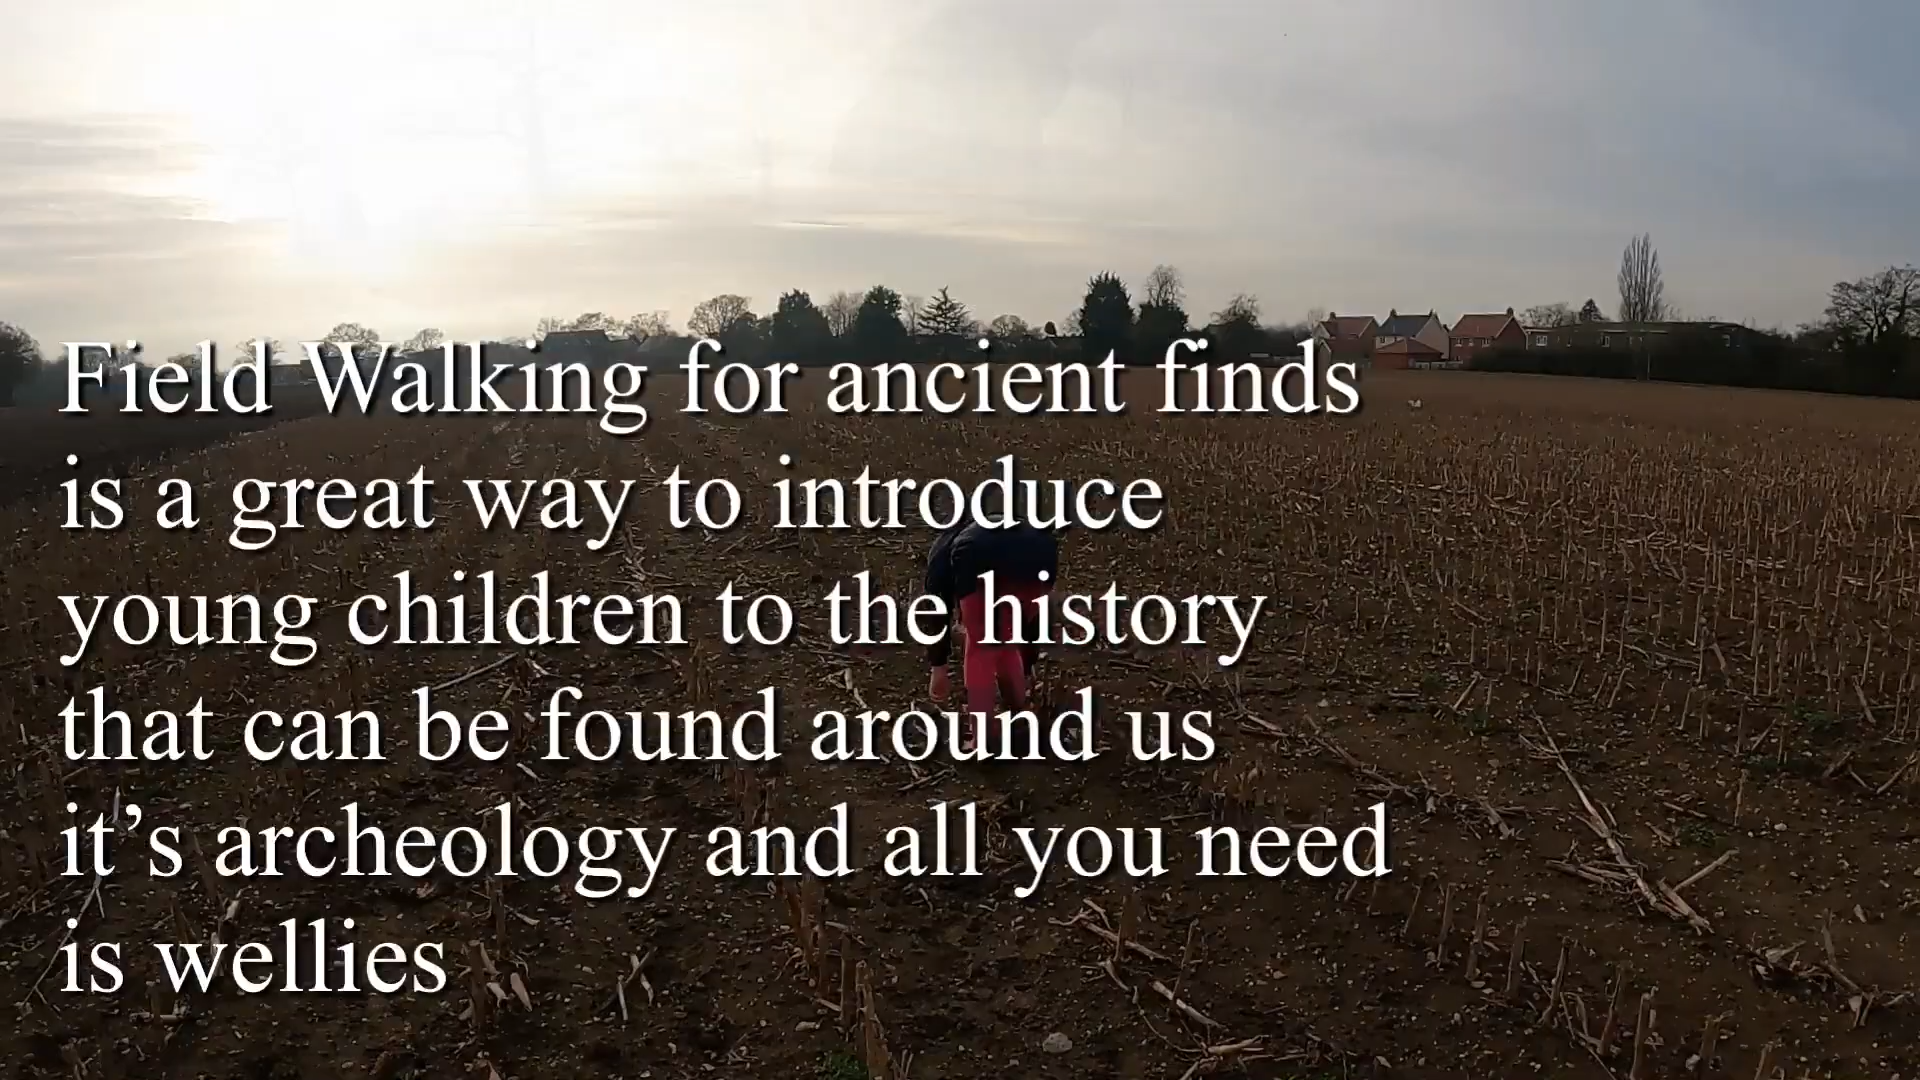 Field Walking for ancient finds
is a great way to introduce
young children to the history
that can be found around us
it’s archeology and all you need
is wellies